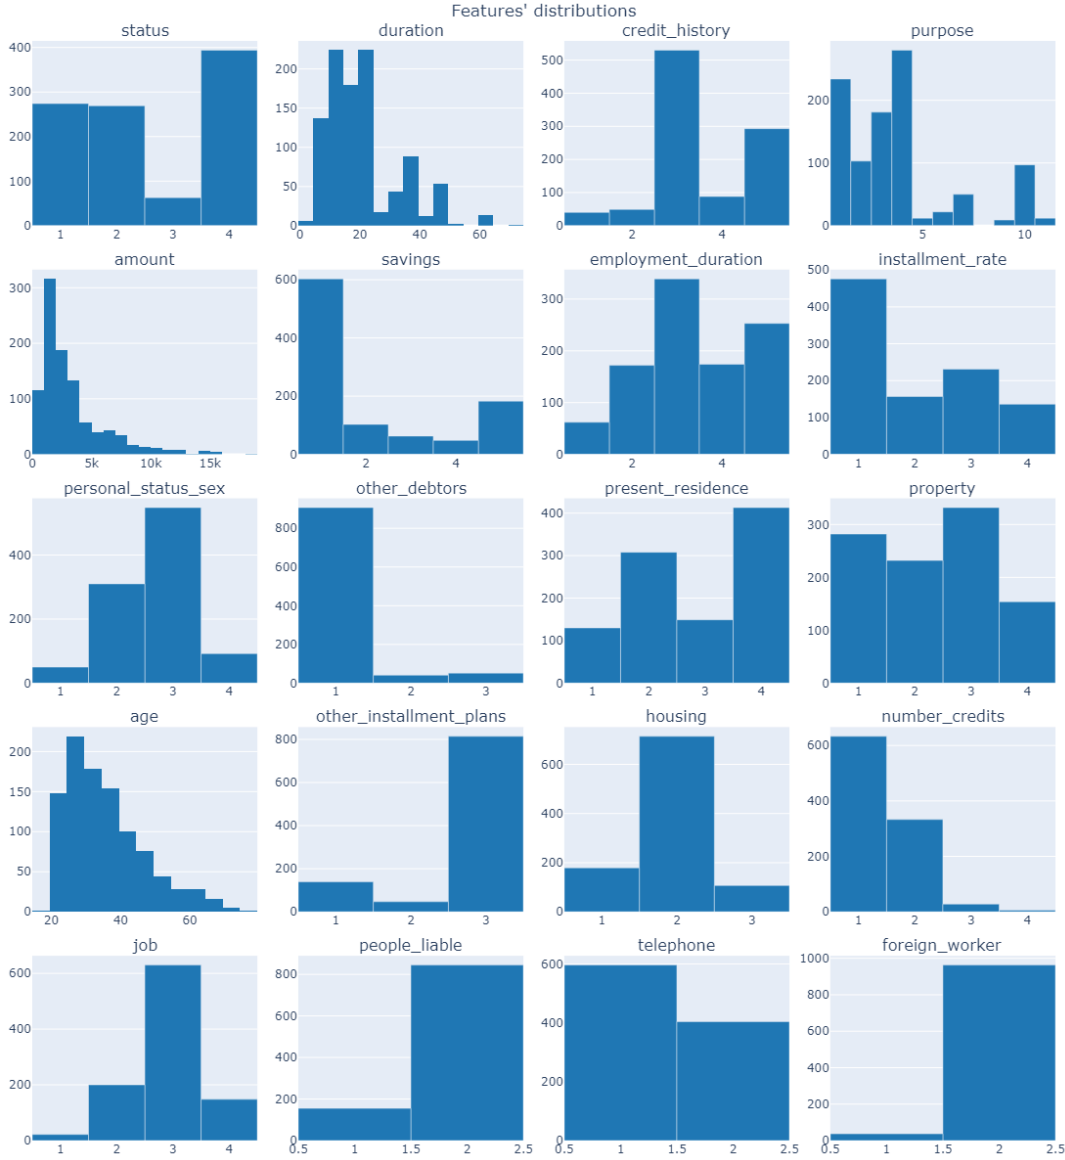 Features' distributions
status
duration
credit_history
purpose
400
300
200
100
0
1 2 3 4
200
150
100
50
0
0 20 40 60
500
400
300
200
100
0
2 4
200
100
0
5 10
amount
savings
employment_duration
installment_rate
300
200
100
0
0 5k 10k 15k
600
400
200
0
2 4
300
200
100
0
2 4
500
400
300
200
100
0
1 2 3 4
personal_status_sex
other_debtors
present_residence
property
400
200
0
1 2 3 4
800
600
400
200
0
1 2 3
400
300
200
100
0
1 2 3 4
300
200
100
0
1 2 3 4
age
other_installment_plans
housing
number_credits
200
150
100
50
0
20 40 60
800
600
400
200
0
1 2 3
600
400
200
0
1 2 3
600
400
200
0
1 2 3 4
job
people_liable
telephone
foreign_worker
600
400
200
0
1 2 3 4
800
600
400
200
0
0.5 1 1.5 2 2.5
600
400
200
0
0.5 1 1.5 2 2.5
1000
800
600
400
200
0
0.5 1 1.5 2 2.5